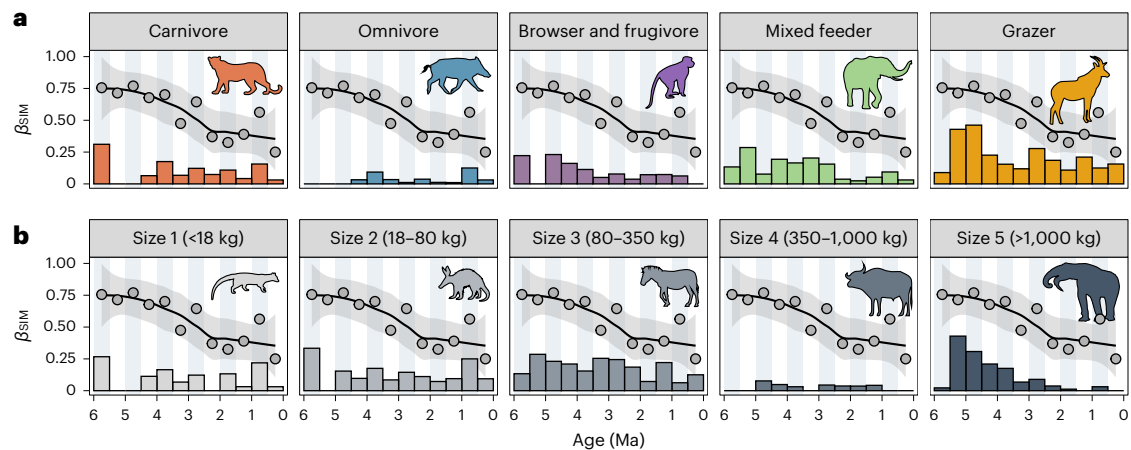 a
Carnivore Omnivore Browser and frugivore Mixed feeder Grazer
1.00
0.75
0.50
0.25
0
βSIM
b
Size 1 (<18 kg) Size 2 (18–80 kg) Size 3 (80–350 kg) Size 4 (350–1,000 kg) Size 5 (>1,000 kg)
1.00
0.75
0.50
0.25
0
βSIM
6 5 4 3 2 1 0 6 5 4 3 2 1 0 6 5 4 3 2 1 0 6 5 4 3 2 1 0 6 5 4 3 2 1 0
Age (Ma)